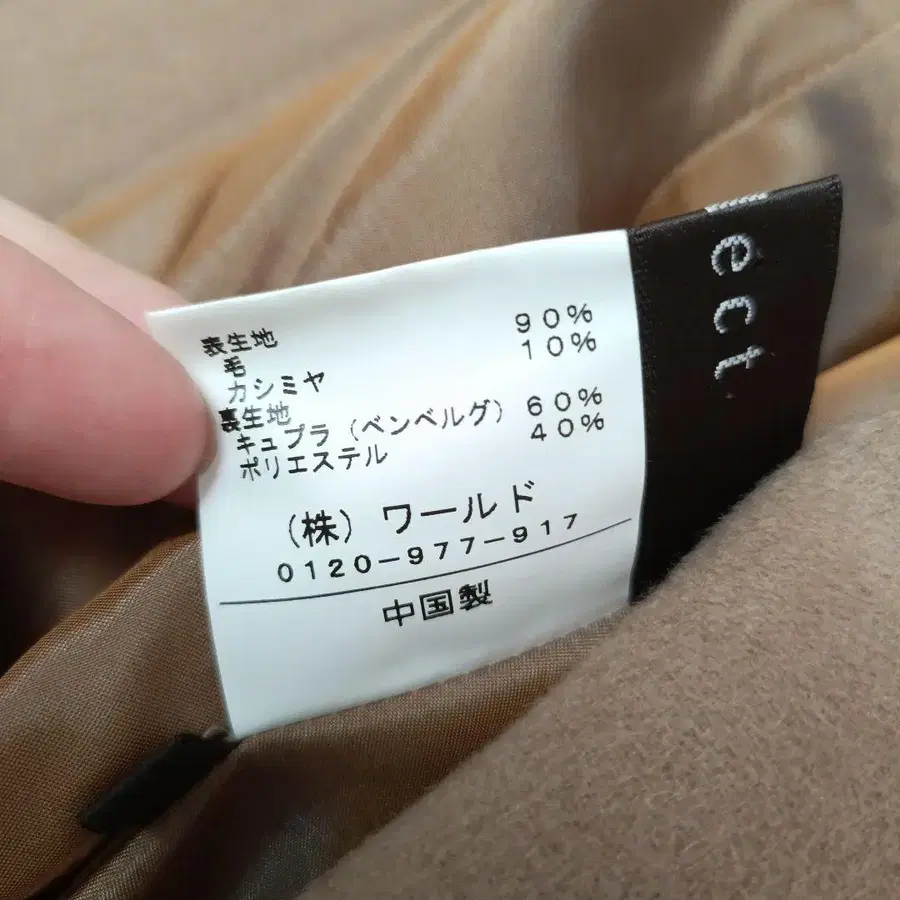 表生地
毛 90%
カシミヤ 10%
裏生地
キュプラ（ベンベルグ） 60%
ポリエステル 40%
（株）ワールド
0120-977-917
中国製
ect.